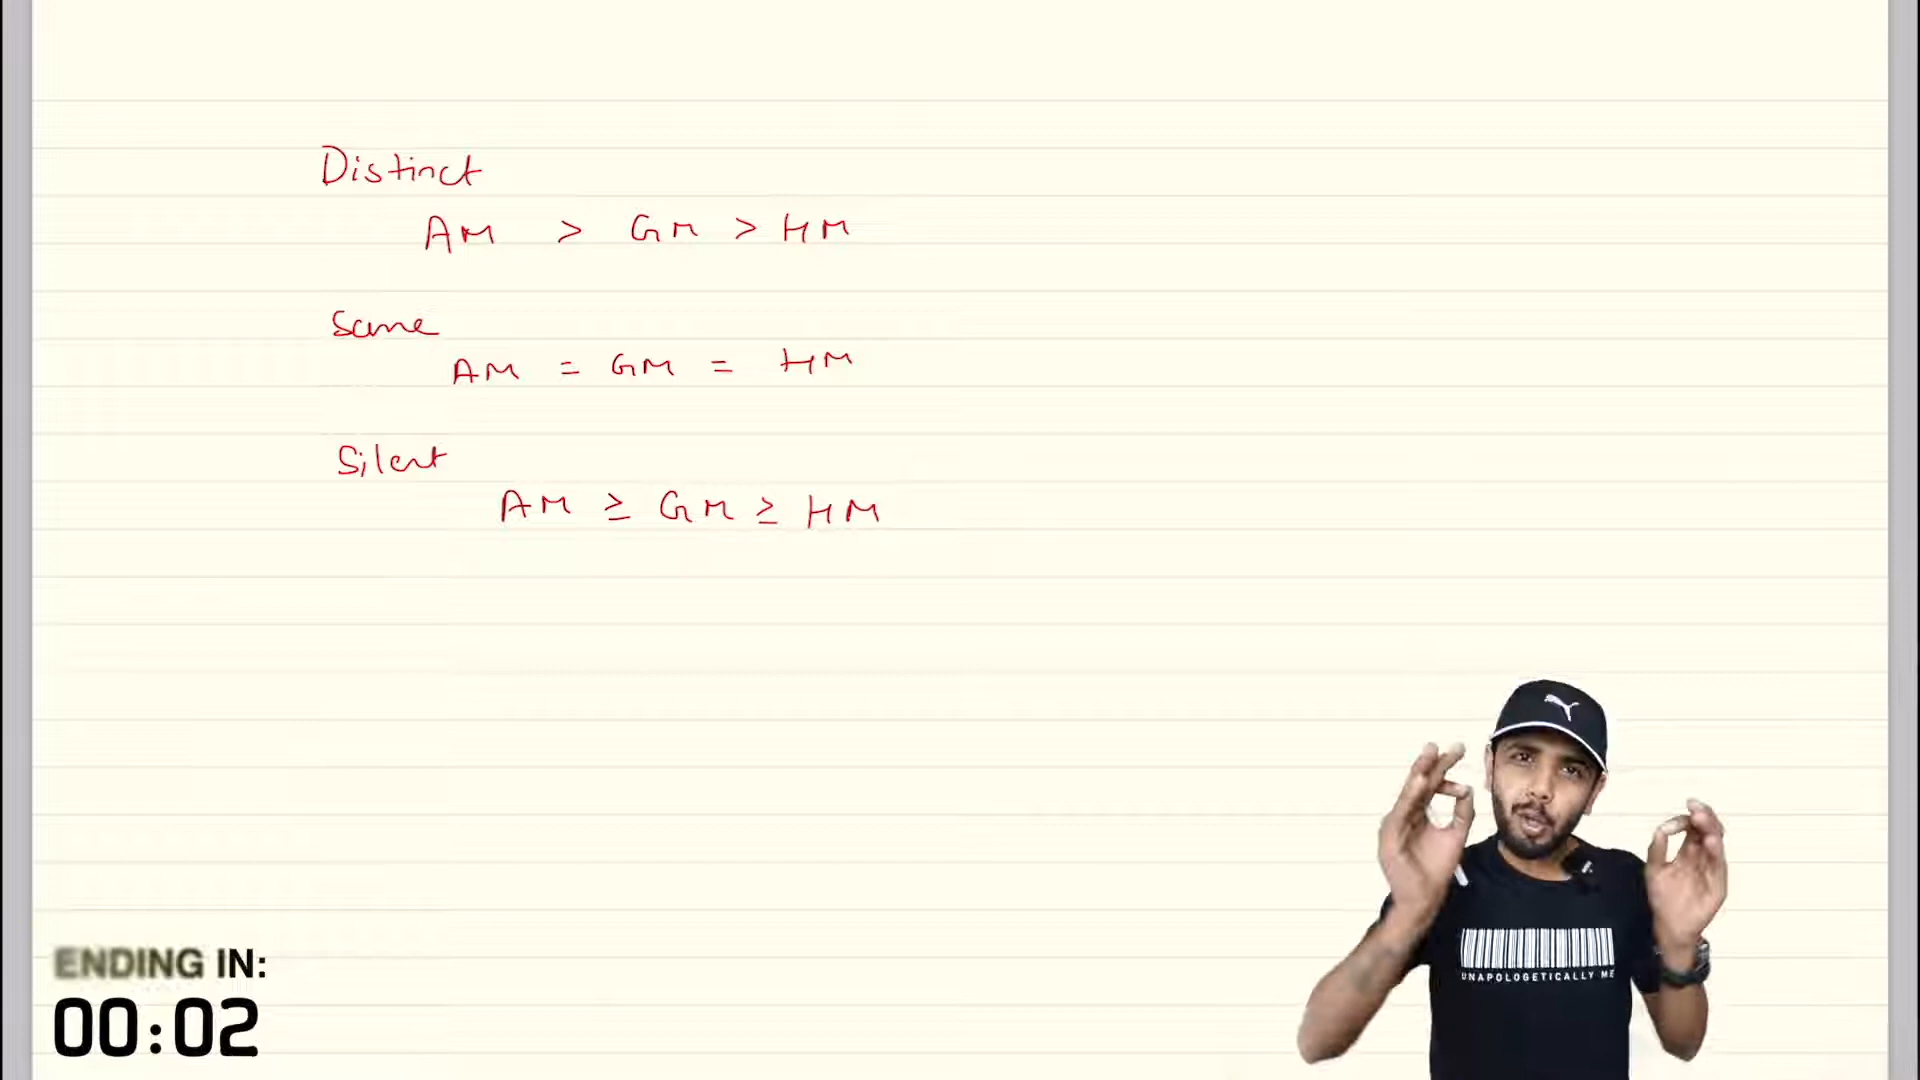 Distinct
AM > GM > HM
Same
AM = GM = HM
Silent
AM ≥ GM ≥ HM
ENDING IN:
00:02
UNAPOLOGETICALLY ME